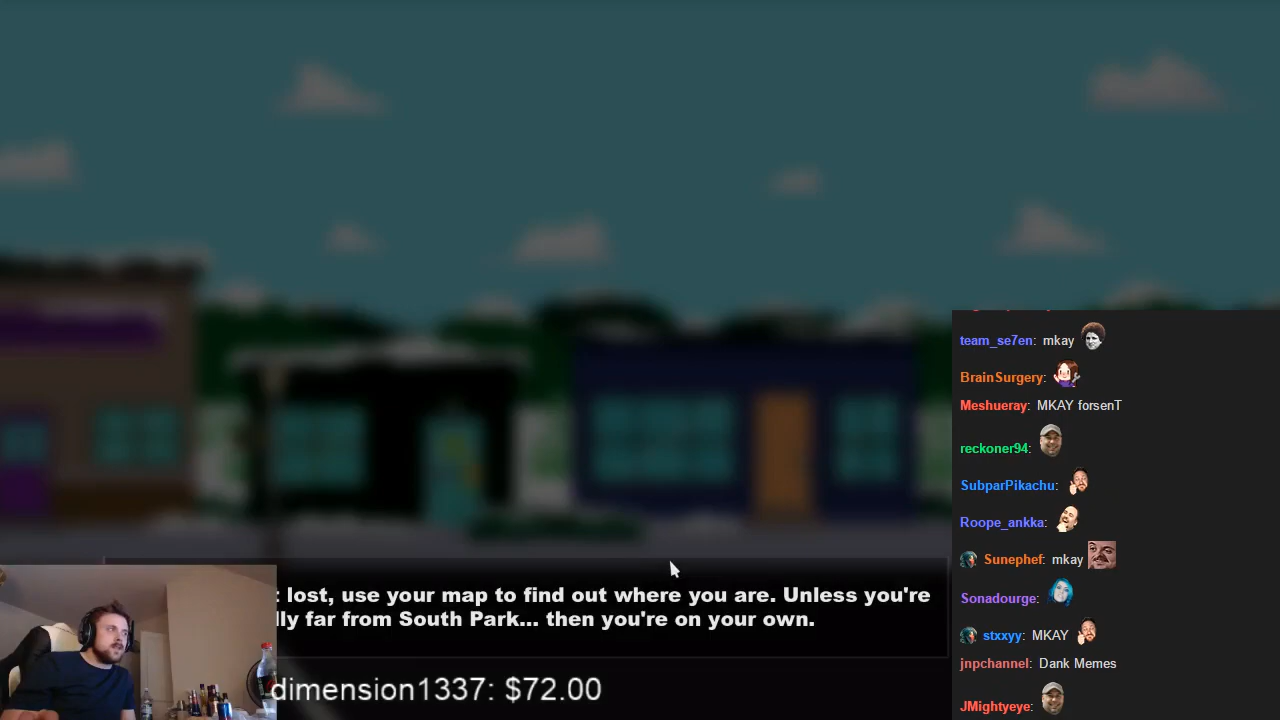 team_se7en: mkay
BrainSurgery:
Meshueray: MKAY forsenT
reckoner94:
SubparPikachu:
Roope_ankka:
Sunephef: mkay
Sonadourge:
stxxyy: MKAY
jnpchannel: Dank Memes
JMightyeye:
lost, use your map to find out where you are. Unless you're
lly far from South Park... then you're on your own.
dimension1337: $72.00